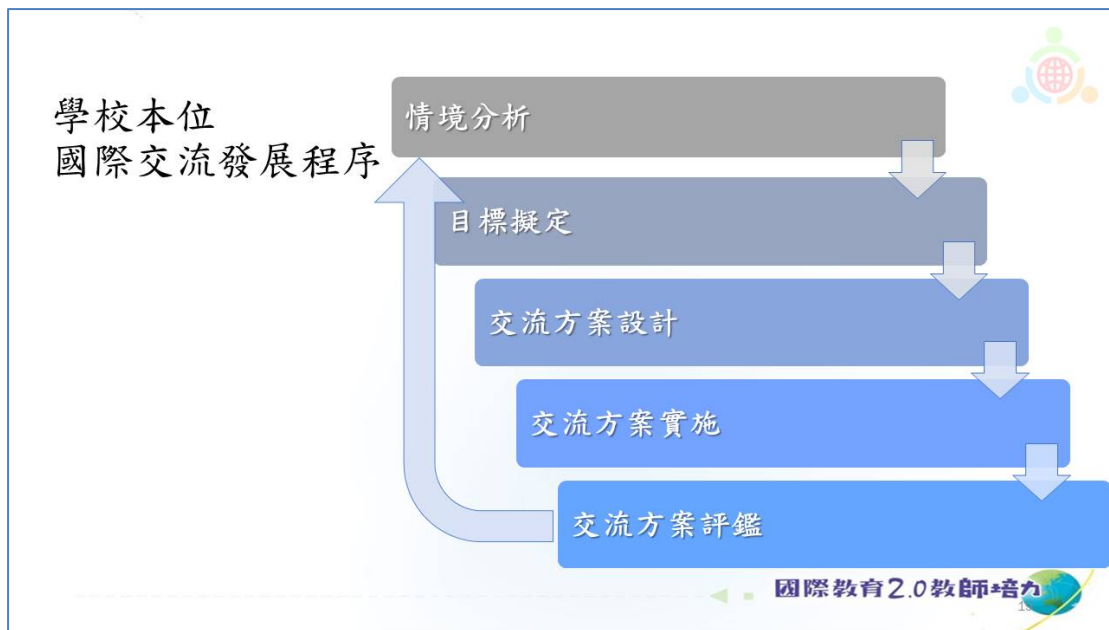 學校本位
國際交流發展程序
情境分析
目標擬定
交流方案設計
交流方案實施
交流方案評鑑
國際教育2.0教師培力